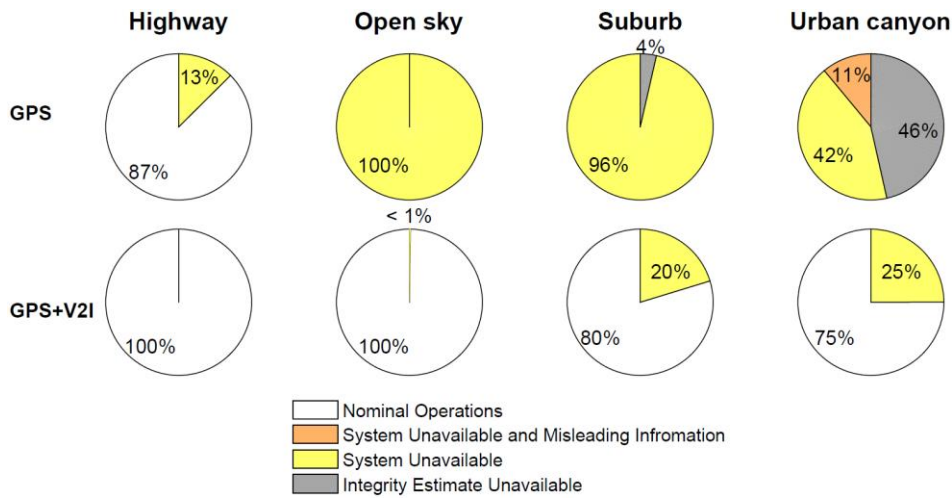 Highway Open sky Suburb Urban canyon
GPS
13%
87%
100%
4%
96%
11%
46%
42%
GPS+V2I
100%
< 1%
100%
20%
80%
25%
75%
Nominal Operations
System Unavailable and Misleading Infromation
System Unavailable
Integrity Estimate Unavailable